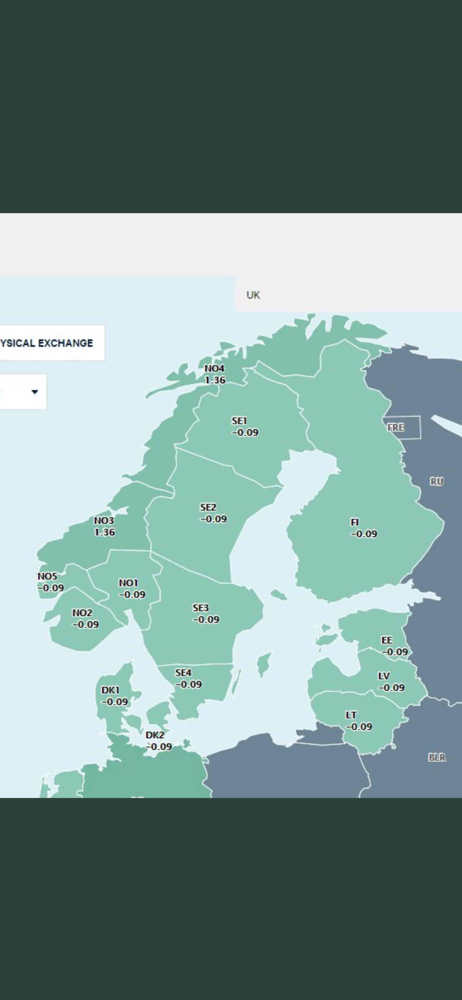 UK
YSICAL EXCHANGE
NO4
1.36
SE1
-0.09
FRE
RU
SE2
-0.09
NO3
1.36
FI
-0.09
NO5
-0.09
NO1
-0.09
SE3
-0.09
NO2
-0.09
EE
-0.09
SE4
-0.09
LV
-0.09
DK1
-0.09
LT
-0.09
DK2
-0.09
BLR